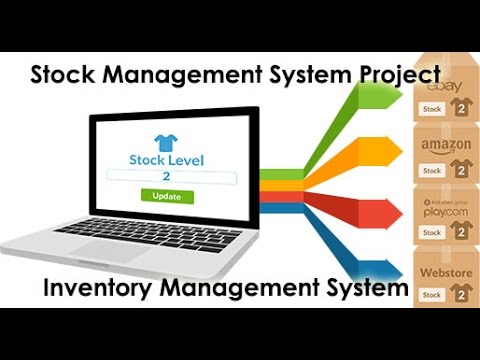 Stock Management System Project
ebay
Stock 2
Stock Level
2
Update
amazon
Stock 2
Rakuten group
play.com
Stock 2
Webstore
Stock 2
Inventory Management System